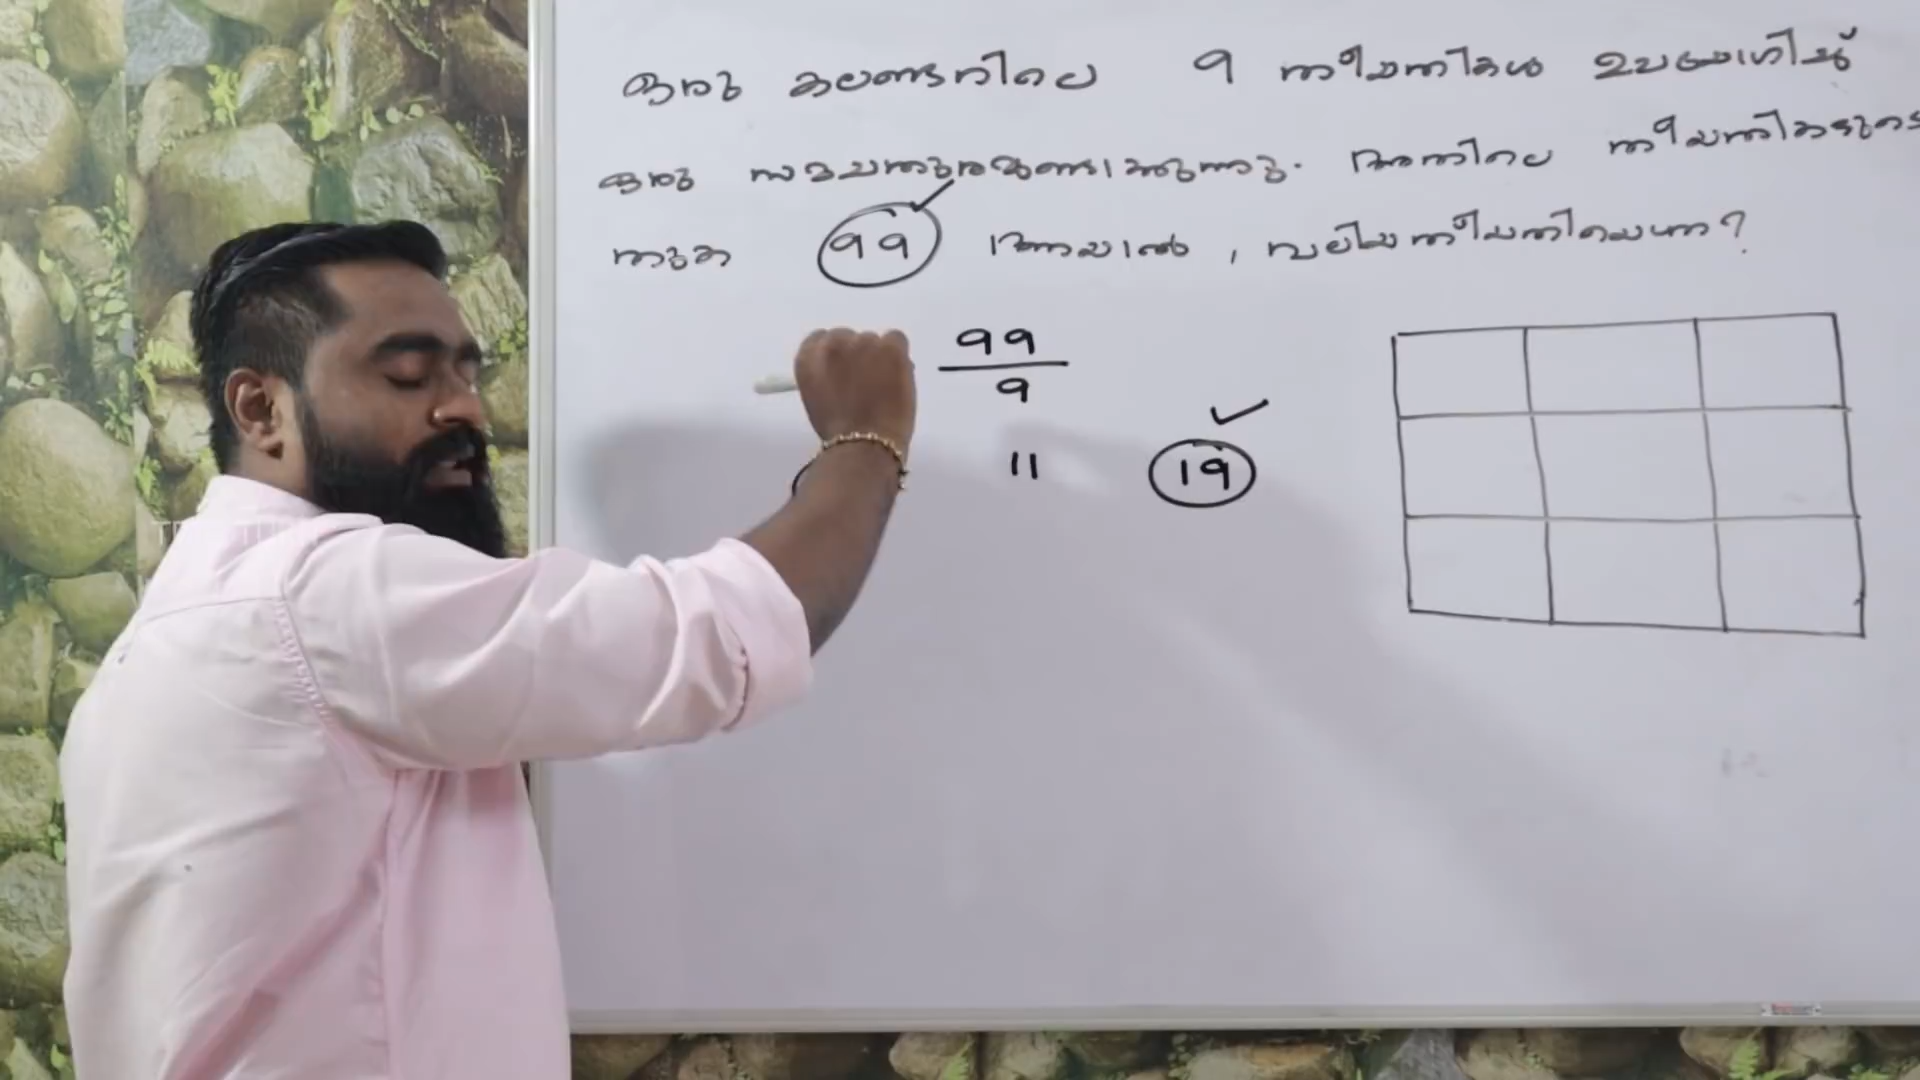 ഒരു കലണ്ടറിലെ 9 തീയതികൾ ഉപയോഗിച്ച്
ഒരു സമചതുരമുണ്ടാക്കുന്നു. അതിലെ തീയതികളുടെ
തുക 99 ആയാൽ, വലിയ തീയതിയെന്ത?
99
9
11 19